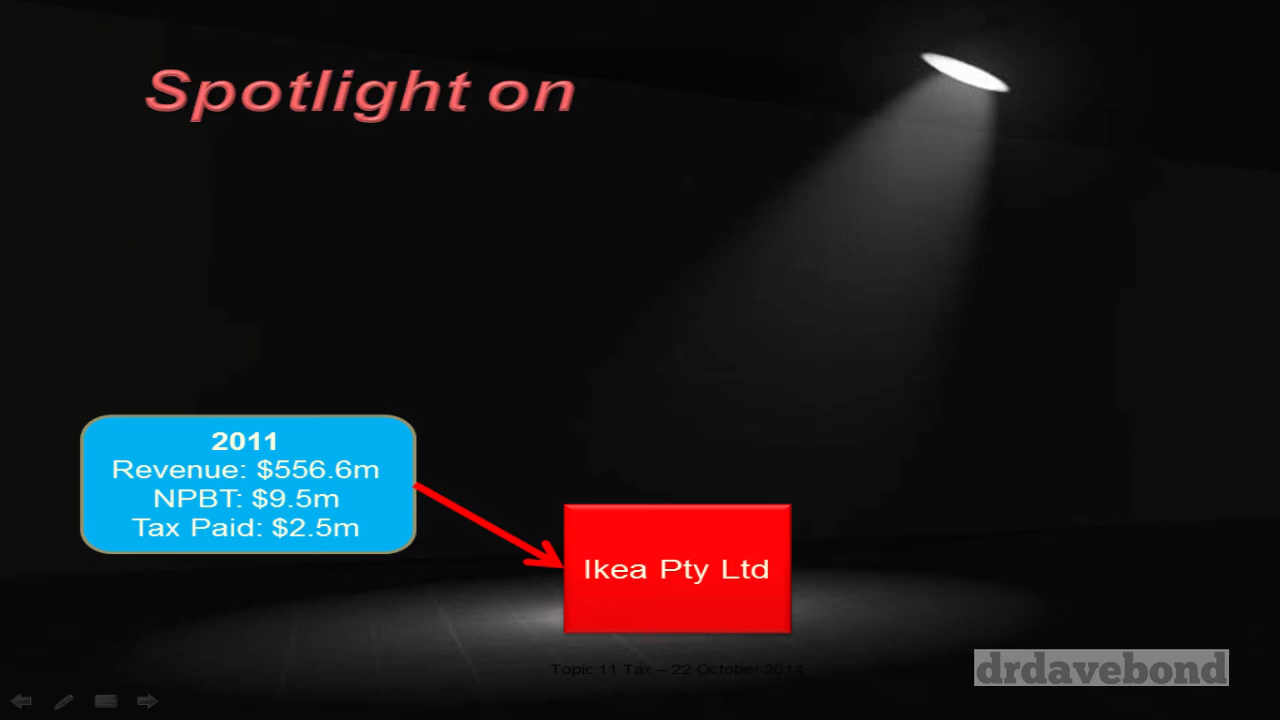 Spotlight on
2011
Revenue: $556.6m
NPBT: $9.5m
Tax Paid: $2.5m
Ikea Pty Ltd
Topic 11 Tax – 22 October 2014
drdavebond